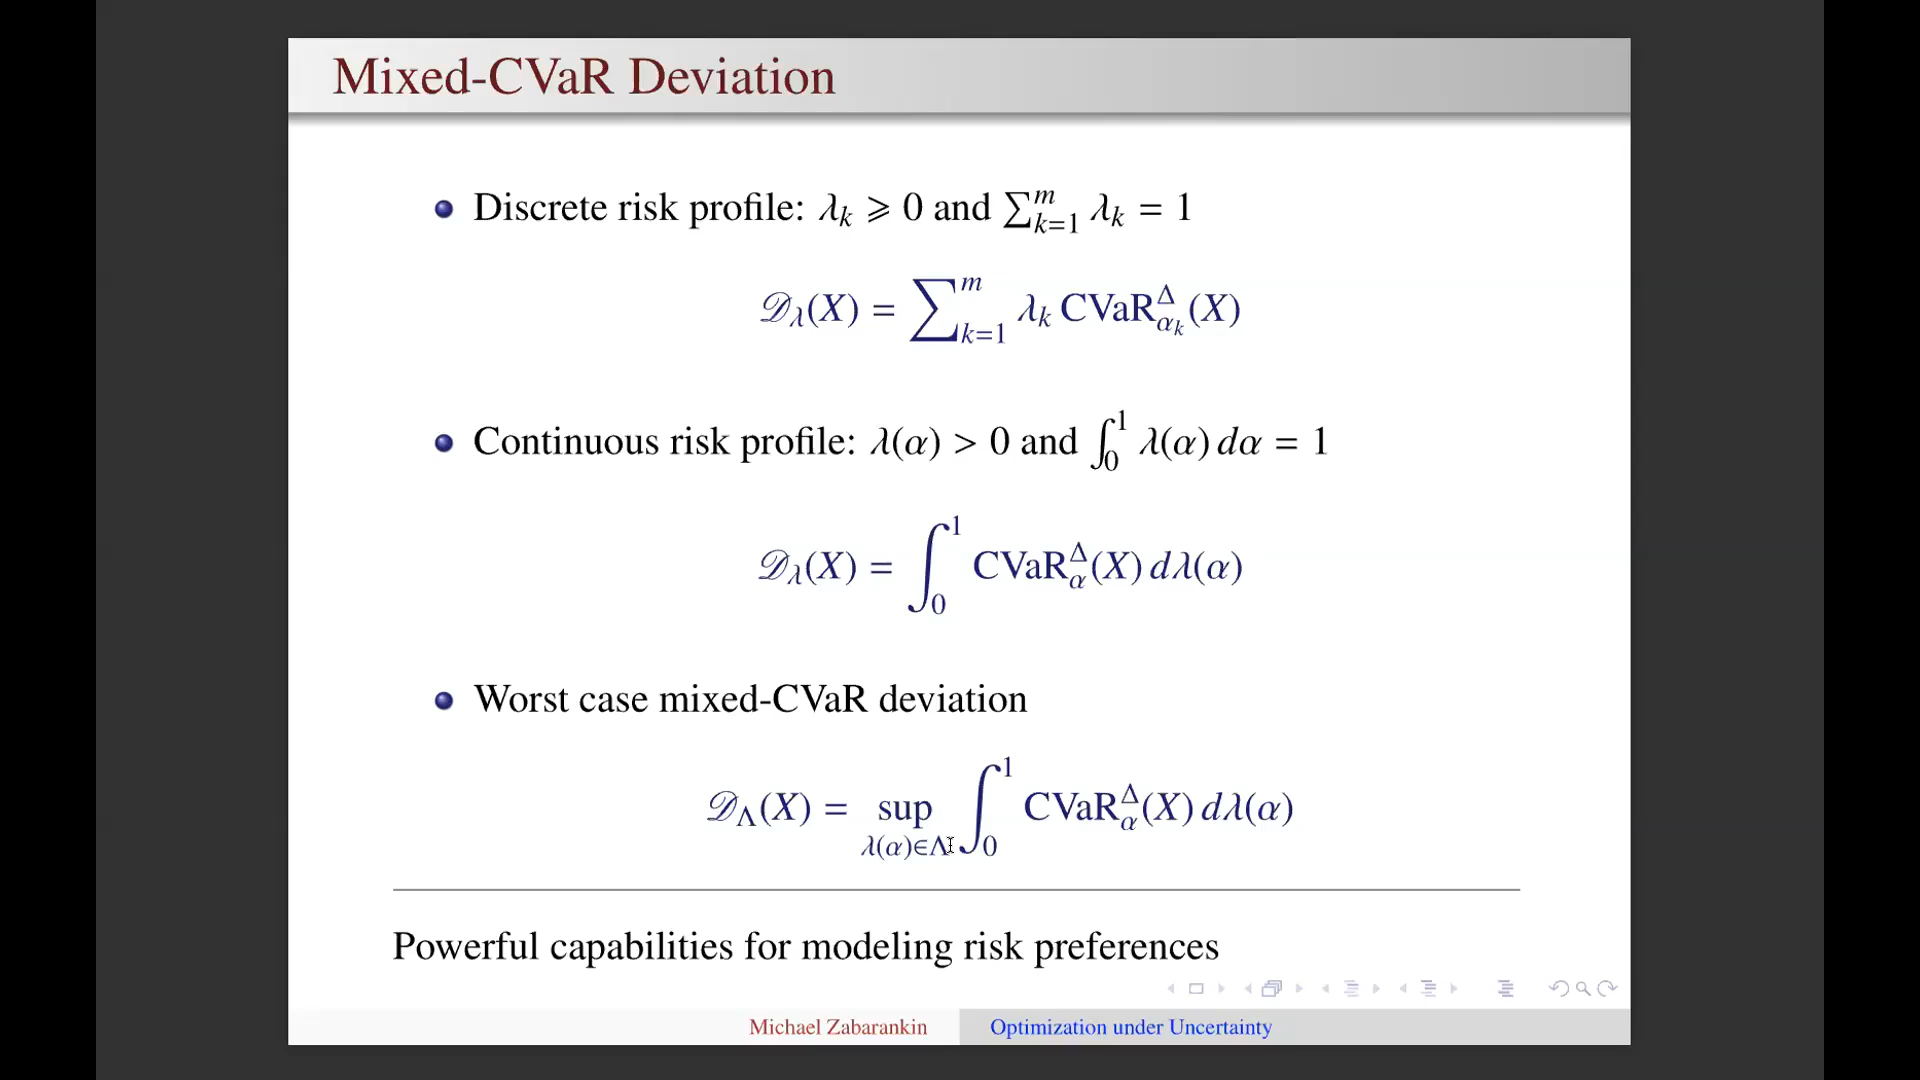 Mixed-CVaR Deviation
Discrete risk profile: λ_k ⩾ 0 and ∑_{k=1}^m λ_k = 1
𝒟_λ(X) = ∑_{k=1}^m λ_k CVaR^Δ_{α_k}(X)
Continuous risk profile: λ(α) > 0 and ∫_0^1 λ(α) dα = 1
𝒟_λ(X) = ∫_0^1 CVaR^Δ_α(X) dλ(α)
Worst case mixed-CVaR deviation
𝒟_Λ(X) = sup_{λ(α)∈Λ} ∫_0^1 CVaR^Δ_α(X) dλ(α)
Powerful capabilities for modeling risk preferences
Michael Zabarankin
Optimization under Uncertainty